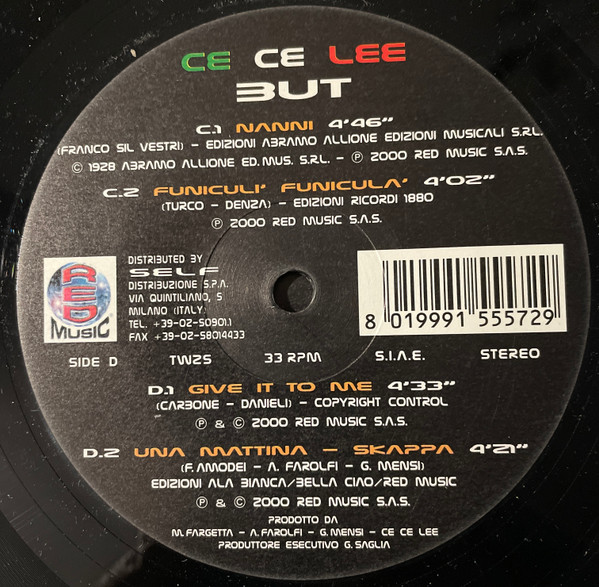 CE CE LEE
BUT
C.1 NANNI 4'46"
(FRANCO SIL VESTRI) – EDIZIONI ABRAMO ALLIONE EDIZIONI MUSICALI S.R.L.
© 1928 ABRAMO ALLIONE ED. MUS. S.R.L. – ℗ 2000 RED MUSIC S.A.S.
C.2 FUNICULI' FUNICULA' 4'02"
(TURCO – DENZA) – EDIZIONI RICORDI 1880
℗ 2000 RED MUSIC S.A.S.
RED
MUSIC
DISTRIBUTED BY
SELF
DISTRIBUZIONE S.P.A.
VIA QUINTILIANO, 5
MILANO (ITALY)
TEL. +39-02-50901.1
FAX +39-02-58014433
8 019991 555729
SIDE D TW25 33 RPM S.I.A.E. STEREO
D.1 GIVE IT TO ME 4'33"
(CARBONE – DANIELI) – COPYRIGHT CONTROL
℗ & © 2000 RED MUSIC S.A.S.
D.2 UNA MATTINA – SKAPPA 4'21"
(F. AMODEI – A. FAROLFI – G. MENSI)
EDIZIONI ALA BIANCA/BELLA CIAO/RED MUSIC
℗ & © 2000 RED MUSIC S.A.S.
PRODOTTO DA
M. FARGETTA – A. FAROLFI – G. MENSI – CE CE LEE
PRODUTTORE ESECUTIVO G. SAGLIA